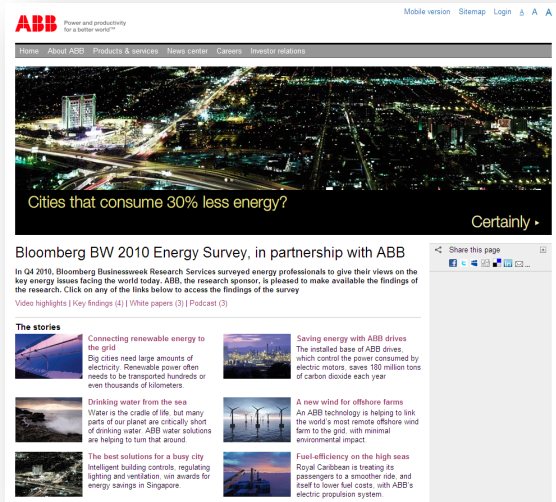 Mobile version Sitemap Login A A A
ABB Power and productivity
for a better world™
Home About ABB Products & services News center Careers Investor relations
Cities that consume 30% less energy?
Certainly
Bloomberg BW 2010 Energy Survey, in partnership with ABB
Share this page
In Q4 2010, Bloomberg Businessweek Research Services surveyed energy professionals to give their views on the
key energy issues facing the world today. ABB, the research sponsor, is pleased to make available the findings of
the research. Click on any of the links below to access the findings of the survey
Video highlights | Key findings (4) | White papers (3) | Podcast (3)
The stories
Connecting renewable energy to
the grid
Big cities need large amounts of
electricity. Renewable power often
needs to be transported hundreds or
even thousands of kilometers.
Saving energy with ABB drives
The installed base of ABB drives,
which control the power consumed by
electric motors, saves 180 million tons
of carbon dioxide each year
Drinking water from the sea
Water is the cradle of life, but many
parts of our planet are critically short
of drinking water. ABB water solutions
are helping to turn that around.
A new wind for offshore farms
An ABB technology is helping to link
the world's most remote offshore wind
farm to the grid, with minimal
environmental impact.
The best solutions for a busy city
Intelligent building controls, regulating
lighting and ventilation, win awards for
energy savings in Singapore.
Fuel-efficiency on the high seas
Royal Caribbean is treating its
passengers to a smoother ride, and
itself to lower fuel costs, with ABB's
electric propulsion system.